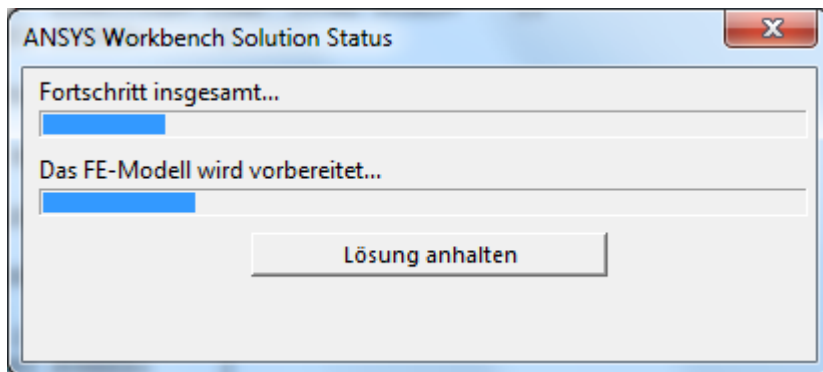 ANSYS Workbench Solution Status
Fortschritt insgesamt...
Das FE-Modell wird vorbereitet...
Lösung anhalten